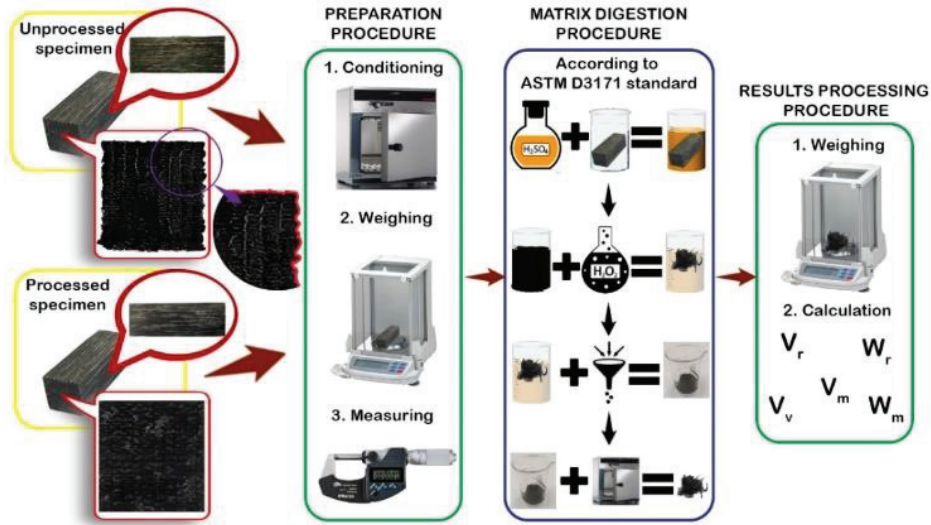 Unprocessed
specimen
Processed
specimen
PREPARATION
PROCEDURE
1. Conditioning
2. Weighing
3. Measuring
MATRIX DIGESTION
PROCEDURE
According to
ASTM D3171 standard
H₂SO₄
H₂O₂
RESULTS PROCESSING
PROCEDURE
1. Weighing
2. Calculation
Vr Wr
Vv Vm Wm